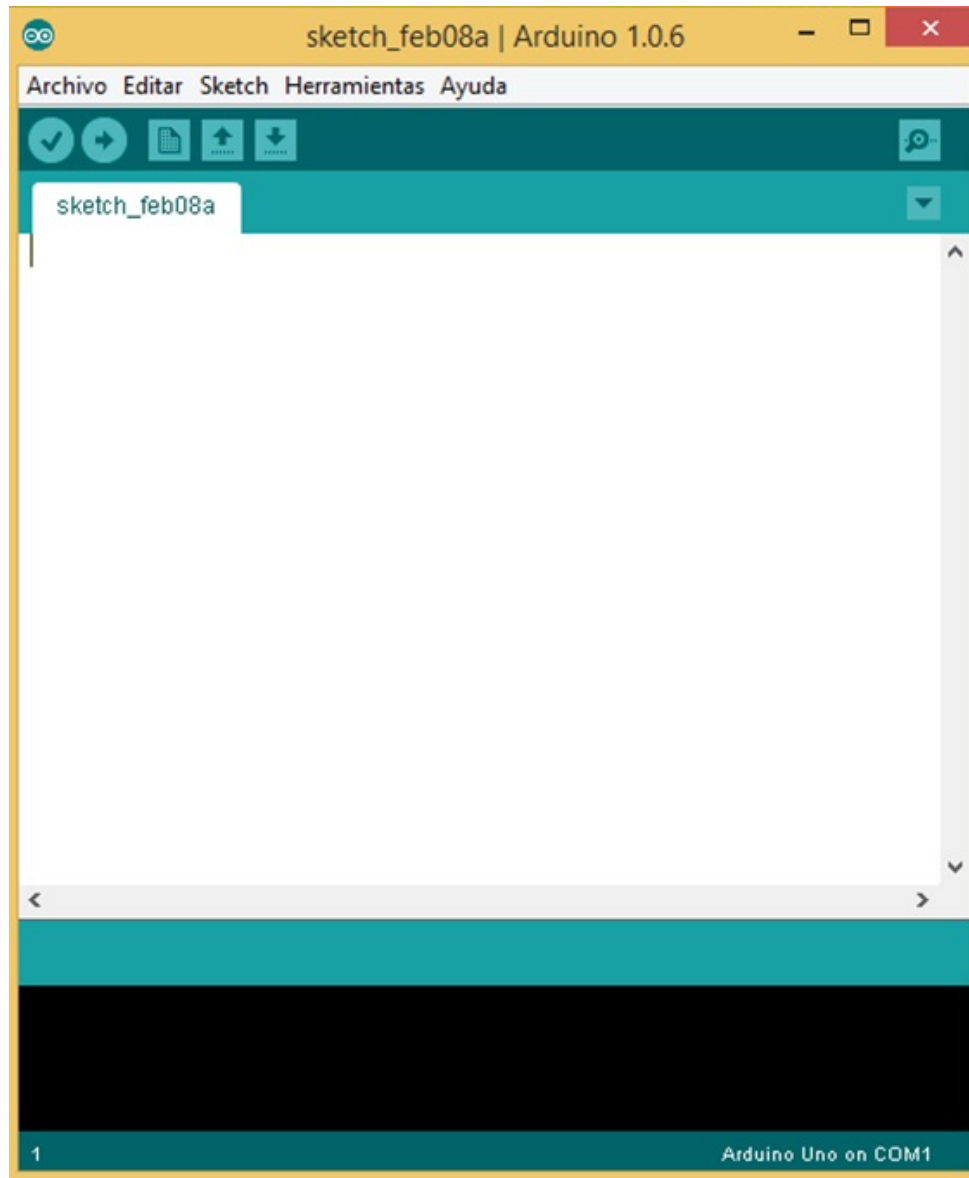 sketch_feb08a | Arduino 1.0.6
Archivo Editar Sketch Herramientas Ayuda
sketch_feb08a
1 Arduino Uno on COM1